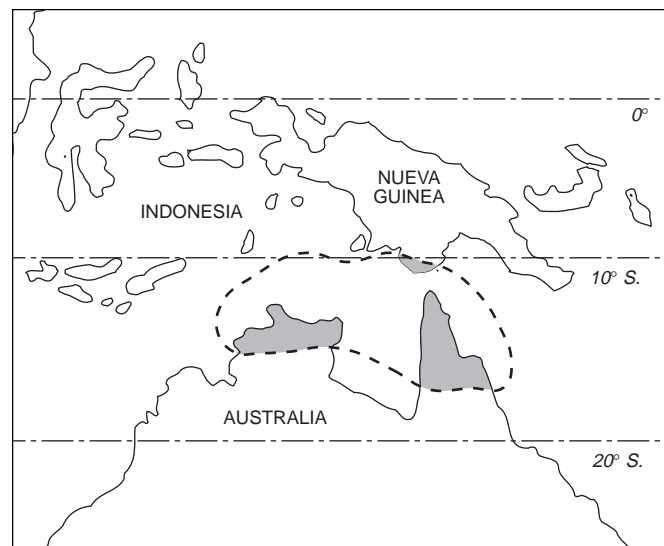 0°
NUEVA
GUINEA
INDONESIA
10° S.
AUSTRALIA
20° S.